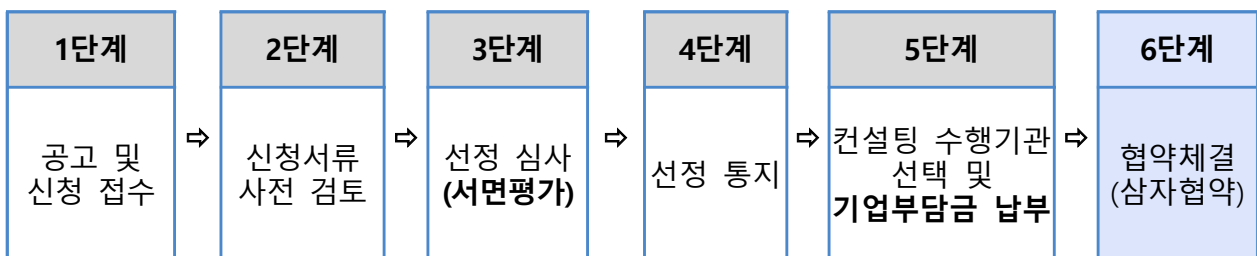 1단계
공고 및
신청 접수
⇨
2단계
신청서류
사전 검토
⇨
3단계
선정 심사
(서면평가)
⇨
4단계
선정 통지
⇨
5단계
컨설팅 수행기관
선택 및
기업부담금 납부
⇨
6단계
협약체결
(삼자협약)